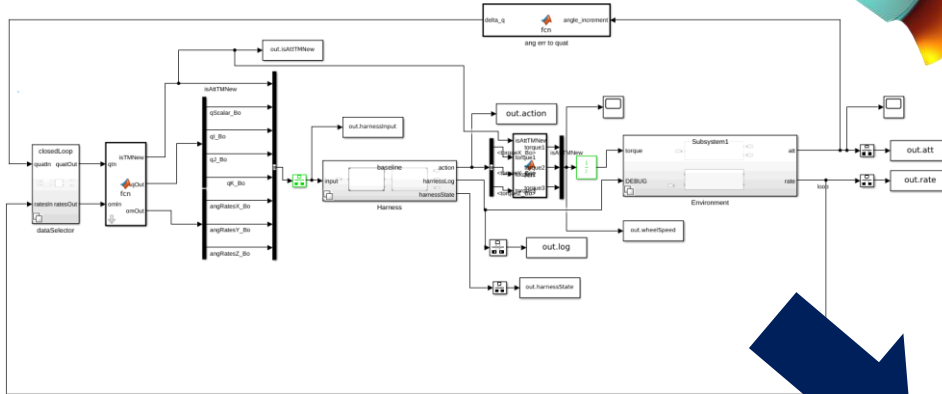 delta_q
angle_increment
fcn
ang err to quat
out.isAttTMNew
isAttTMNew
out.action
closedLoop
quatIn
quatOut
ratesIn
ratesOut
dataSelector
qIn
omIn
isTMNew
qOut
omOut
fcn
qScalar_Bo
qI_Bo
qJ_Bo
qK_Bo
angRatesX_Bo
angRatesY_Bo
angRatesZ_Bo
out.harnessInput
input
baseline
action
harnessLog
harnessState
Harness
isAttTMNew
torque1
torque2
torque3
isAttTMNew
torque
DEBUG
Subsystem1
att
rate
Environment
loop
out.att
out.rate
out.wheelSpeed
out.log
out.harnessState